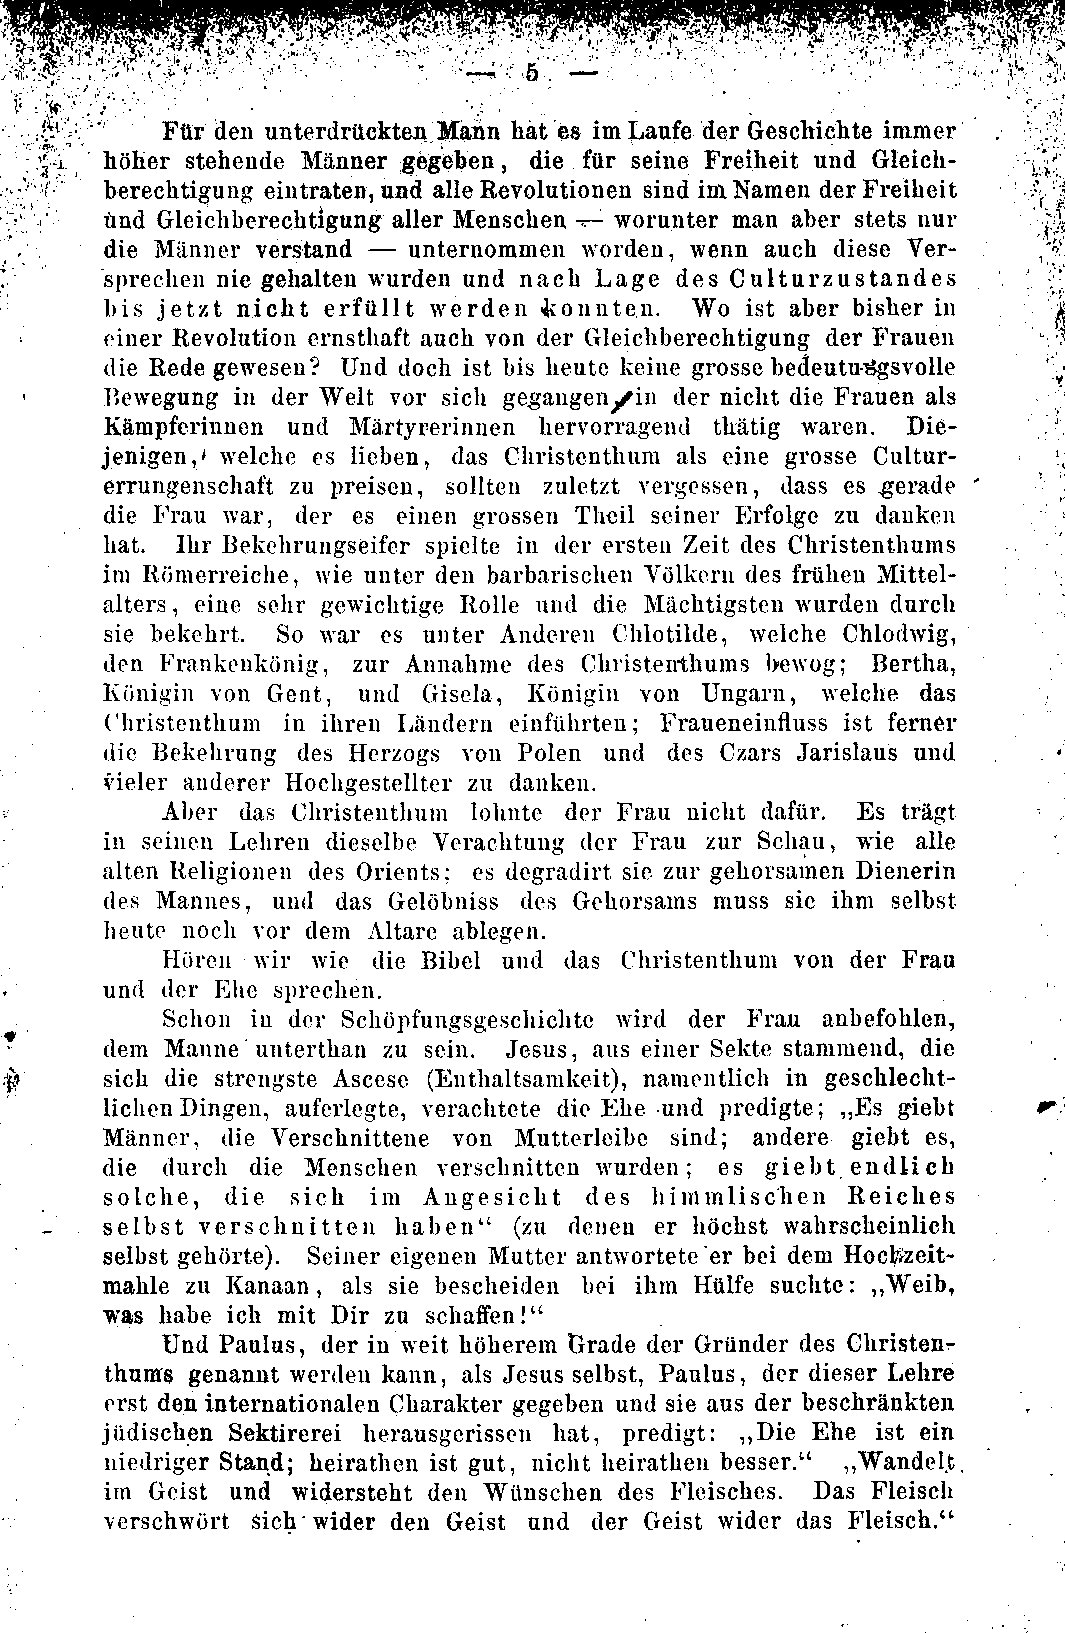 — 5 —
Für den unterdrückten Mann hat es im Laufe der Geschichte immer
höher stehende Männer gegeben, die für seine Freiheit und Gleich-
berechtigung eintraten, und alle Revolutionen sind im Namen der Freiheit
und Gleichberechtigung aller Menschen — worunter man aber stets nur
die Männer verstand — unternommen worden, wenn auch diese Ver-
sprechen nie gehalten wurden und nach Lage des Culturzustandes
bis jetzt nicht erfüllt werden konnten. Wo ist aber bisher in
einer Revolution ernsthaft auch von der Gleichberechtigung der Frauen
die Rede gewesen? Und doch ist bis heute keine grosse bedeutungsvolle
Bewegung in der Welt vor sich gegangen, in der nicht die Frauen als
Kämpferinnen und Märtyrerinnen hervorragend thätig waren. Die-
jenigen, welche es lieben, das Christenthum als eine grosse Cultur-
errungenschaft zu preisen, sollten zuletzt vergessen, dass es gerade
die Frau war, der es einen grossen Theil seiner Erfolge zu danken
hat. Ihr Bekehrungseifer spielte in der ersten Zeit des Christenthums
im Römerreiche, wie unter den barbarischen Völkern des frühen Mittel-
alters, eine sehr gewichtige Rolle und die Mächtigsten wurden durch
sie bekehrt. So war es unter Anderen Chlotilde, welche Chlodwig,
den Frankenkönig, zur Annahme des Christenthums bewog; Bertha,
Königin von Gent, und Gisela, Königin von Ungarn, welche das
Christenthum in ihren Ländern einführten; Fraueneinfluss ist ferner
die Bekehrung des Herzogs von Polen und des Czars Jarislaus und
vieler anderer Hochgestellter zu danken.
Aber das Christenthum lohnte der Frau nicht dafür. Es trägt
in seinen Lehren dieselbe Verachtung der Frau zur Schau, wie alle
alten Religionen des Orients; es degradirt sie zur gehorsamen Dienerin
des Mannes, und das Gelöbniss des Gehorsams muss sie ihm selbst
heute noch vor dem Altare ablegen.
Hören wir wie die Bibel und das Christenthum von der Frau
und der Ehe sprechen.
Schon in der Schöpfungsgeschichte wird der Frau anbefohlen,
dem Manne unterthan zu sein. Jesus, aus einer Sekte stammend, die
sich die strengste Ascese (Enthaltsamkeit), namentlich in geschlecht-
lichen Dingen, auferlegte, verachtete die Ehe und predigte; „Es giebt
Männer, die Verschnittene von Mutterleibe sind; andere giebt es,
die durch die Menschen verschnitten wurden; es giebt endlich
solche, die sich im Angesicht des himmlischen Reiches
selbst verschnitten haben“ (zu denen er höchst wahrscheinlich
selbst gehörte). Seiner eigenen Mutter antwortete er bei dem Hochzeit-
mahle zu Kanaan, als sie bescheiden bei ihm Hülfe suchte: „Weib,
was habe ich mit Dir zu schaffen!“
Und Paulus, der in weit höherem Grade der Gründer des Christen-
thums genannt werden kann, als Jesus selbst, Paulus, der dieser Lehre
erst den internationalen Charakter gegeben und sie aus der beschränkten
jüdischen Sektirerei herausgerissen hat, predigt: „Die Ehe ist ein
niedriger Stand; heirathen ist gut, nicht heirathen besser.“ „Wandelt
im Geist und widersteht den Wünschen des Fleisches. Das Fleisch
verschwört sich wider den Geist und der Geist wider das Fleisch.“